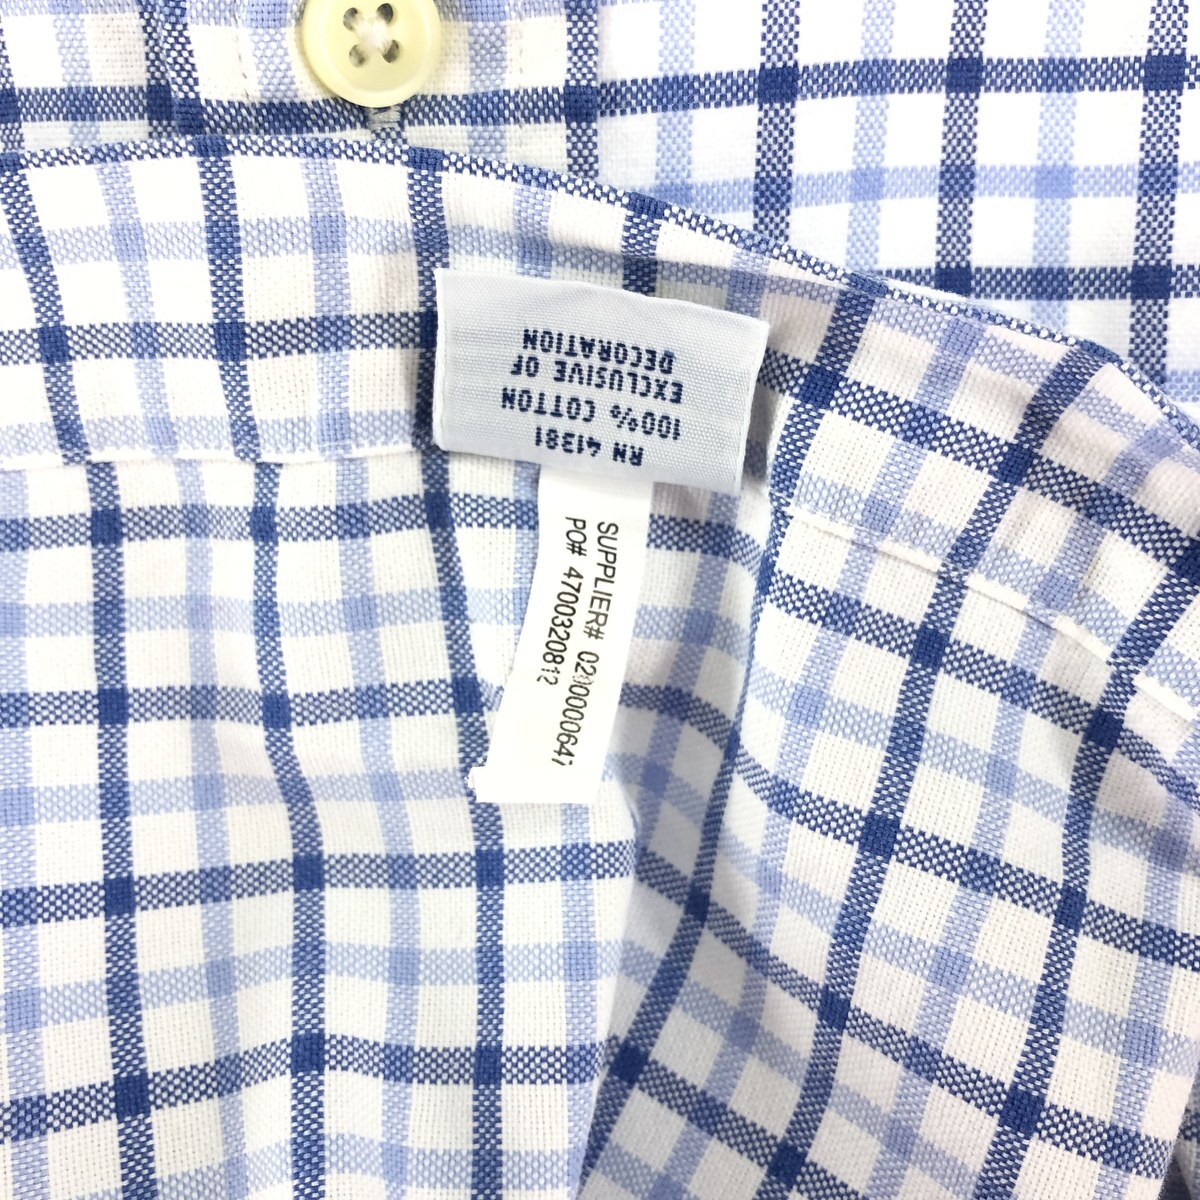 RN 41381
100% COTTON
EXCLUSIVE OF
DECORATION
SUPPLIER#
PO# 4700320812